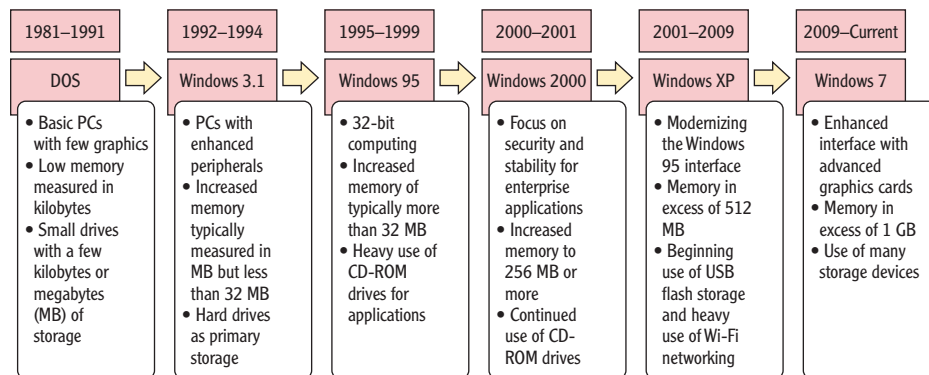 1981–1991
DOS
• Basic PCs
with few graphics
• Low memory
measured in
kilobytes
• Small drives
with a few
kilobytes or
megabytes
(MB) of
storage
1992–1994
Windows 3.1
• PCs with
enhanced
peripherals
• Increased
memory
typically
measured in
MB but less
than 32 MB
• Hard drives
as primary
storage
1995–1999
Windows 95
• 32-bit
computing
• Increased
memory of
typically more
than 32 MB
• Heavy use of
CD-ROM
drives for
applications
2000–2001
Windows 2000
• Focus on
security and
stability for
enterprise
applications
• Increased
memory to
256 MB or
more
• Continued
use of CD-
ROM drives
2001–2009
Windows XP
• Modernizing
the Windows
95 interface
• Memory in
excess of 512
MB
• Beginning
use of USB
flash storage
and heavy
use of Wi-Fi
networking
2009–Current
Windows 7
• Enhanced
interface with
advanced
graphics cards
• Memory in
excess of 1 GB
• Use of many
storage devices